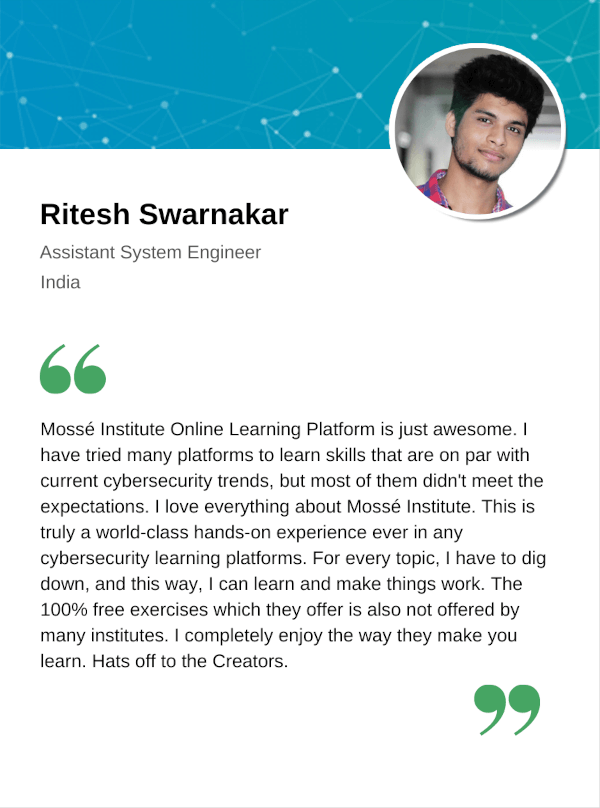 Ritesh Swarnakar
Assistant System Engineer
India
“
Mossé Institute Online Learning Platform is just awesome. I
have tried many platforms to learn skills that are on par with
current cybersecurity trends, but most of them didn't meet the
expectations. I love everything about Mossé Institute. This is
truly a world-class hands-on experience ever in any
cybersecurity learning platforms. For every topic, I have to dig
down, and this way, I can learn and make things work. The
100% free exercises which they offer is also not offered by
many institutes. I completely enjoy the way they make you
learn. Hats off to the Creators.
”